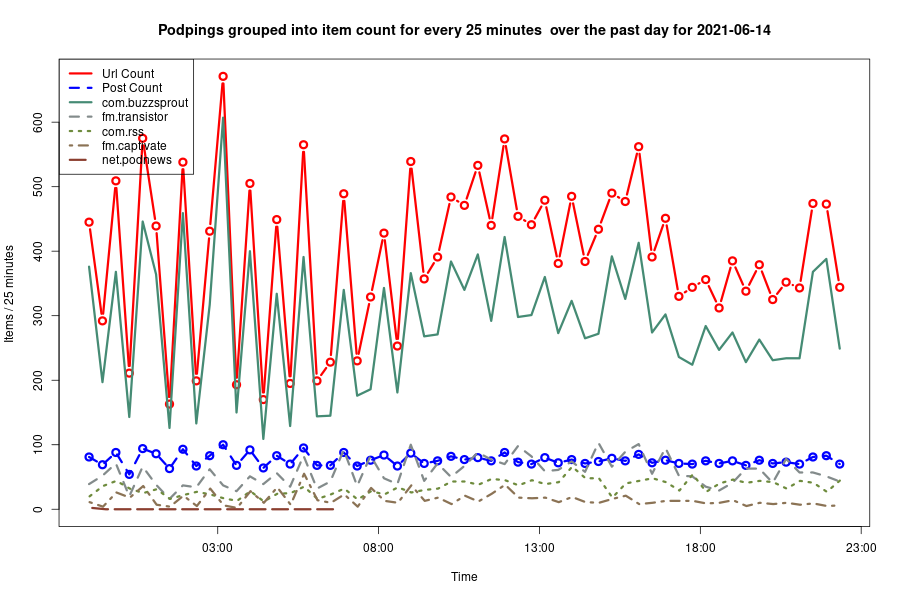 Podpings grouped into item count for every 25 minutes  over the past day for 2021-06-14
Url Count
Post Count
com.buzzsprout
fm.transistor
com.rss
fm.captivate
net.podnews
600
500
400
300
200
100
0
Items / 25 minutes
03:00
08:00
13:00
18:00
23:00
Time